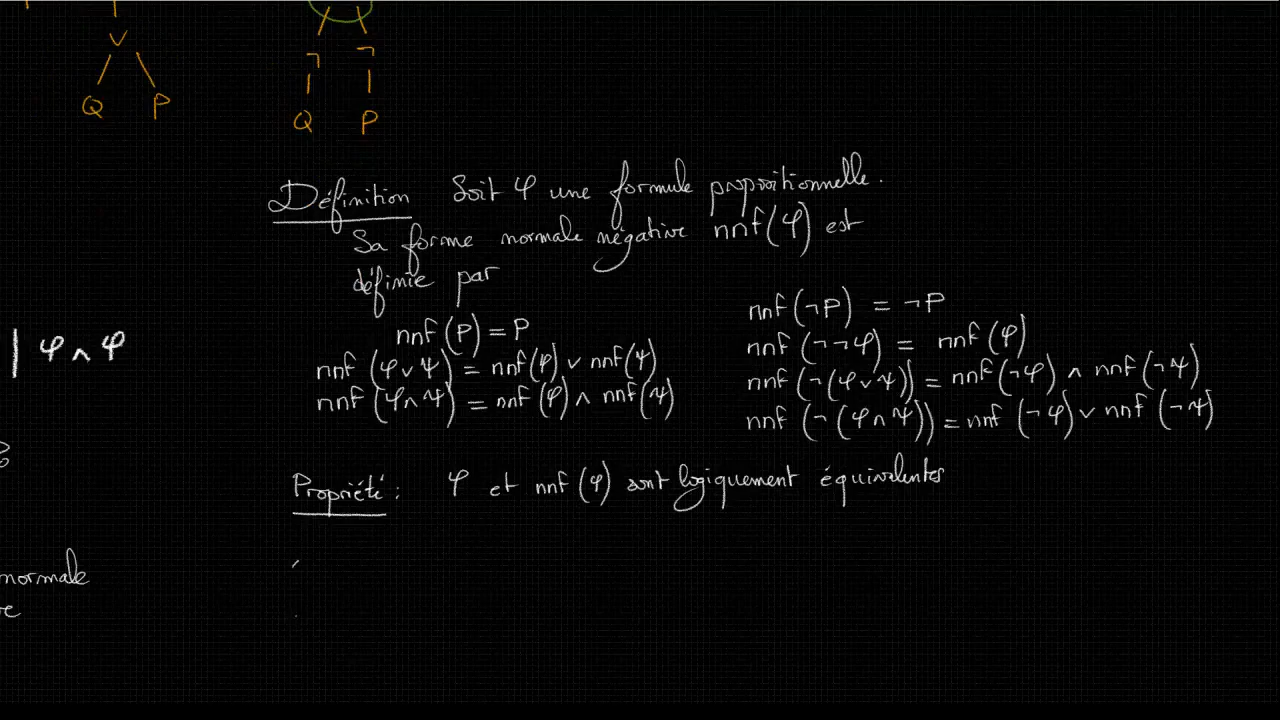 ∨
¬ ¬
Q P
Q P
Définition Soit φ une formule propositionnelle.
Sa forme normale négative nnf(φ) est
définie par
nnf(P) = P
nnf(φ∨ψ) = nnf(φ) ∨ nnf(ψ)
nnf(φ∧ψ) = nnf(φ) ∧ nnf(ψ)
nnf(¬P) = ¬P
nnf(¬¬φ) = nnf(φ)
nnf(¬(φ∨ψ)) = nnf(¬φ) ∧ nnf(¬ψ)
nnf(¬(φ∧ψ)) = nnf(¬φ) ∨ nnf(¬ψ)
| φ ∧ φ
Propriété : φ et nnf(φ) sont logiquement équivalentes
normale